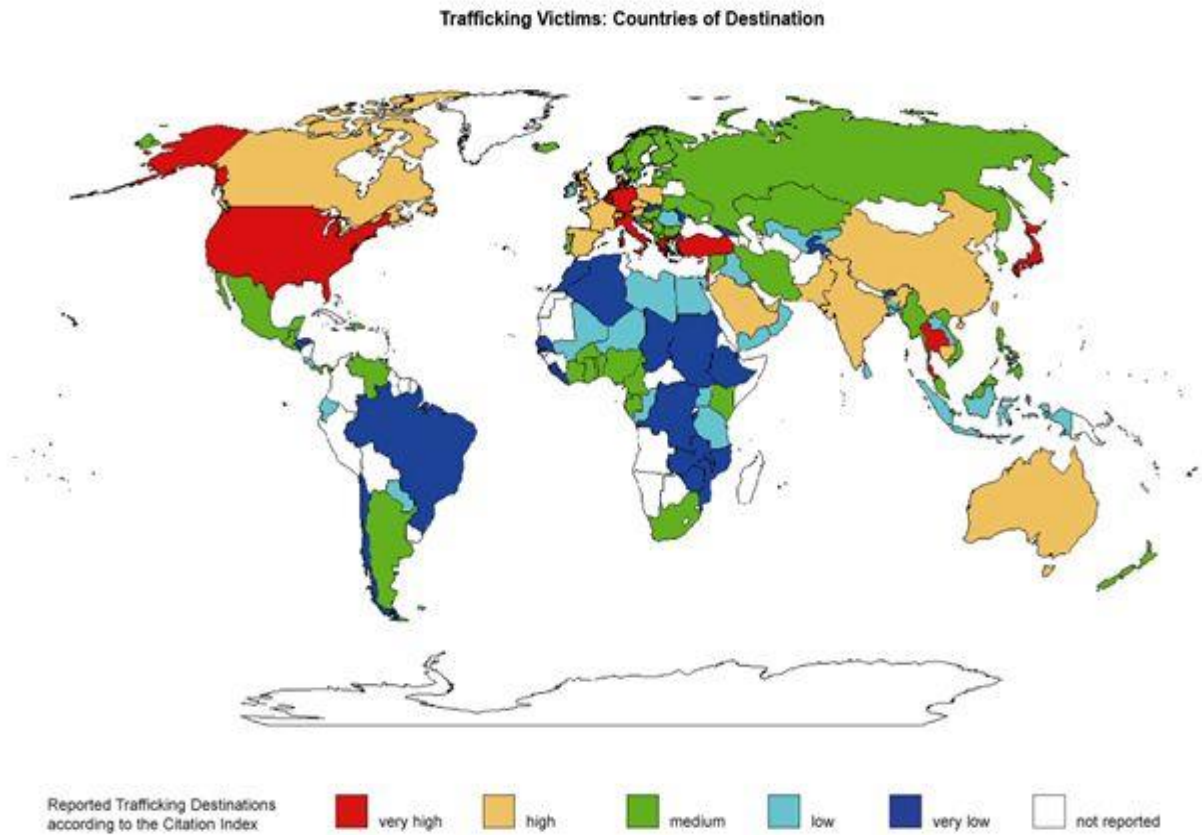 Trafficking Victims: Countries of Destination
Reported Trafficking Destinations
according to the Citation Index
very high
high
medium
low
very low
not reported